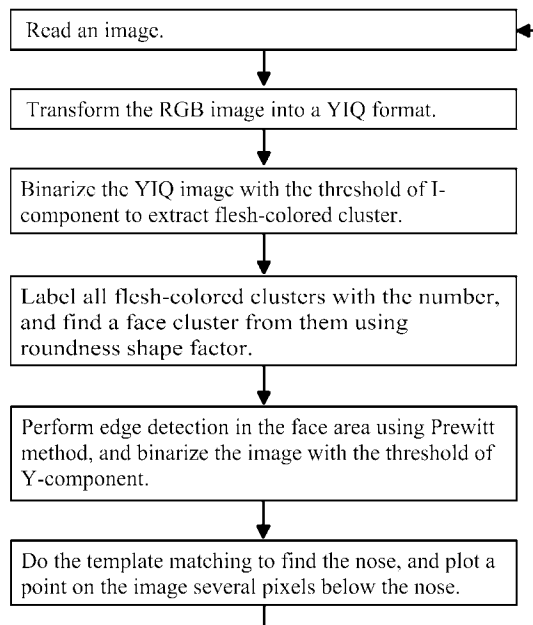 Read an image.
Transform the RGB image into a YIQ format.
Binarize the YIQ image with the threshold of I-
component to extract flesh-colored cluster.
Label all flesh-colored clusters with the number,
and find a face cluster from them using
roundness shape factor.
Perform edge detection in the face area using Prewitt
method, and binarize the image with the threshold of
Y-component.
Do the template matching to find the nose, and plot a
point on the image several pixels below the nose.